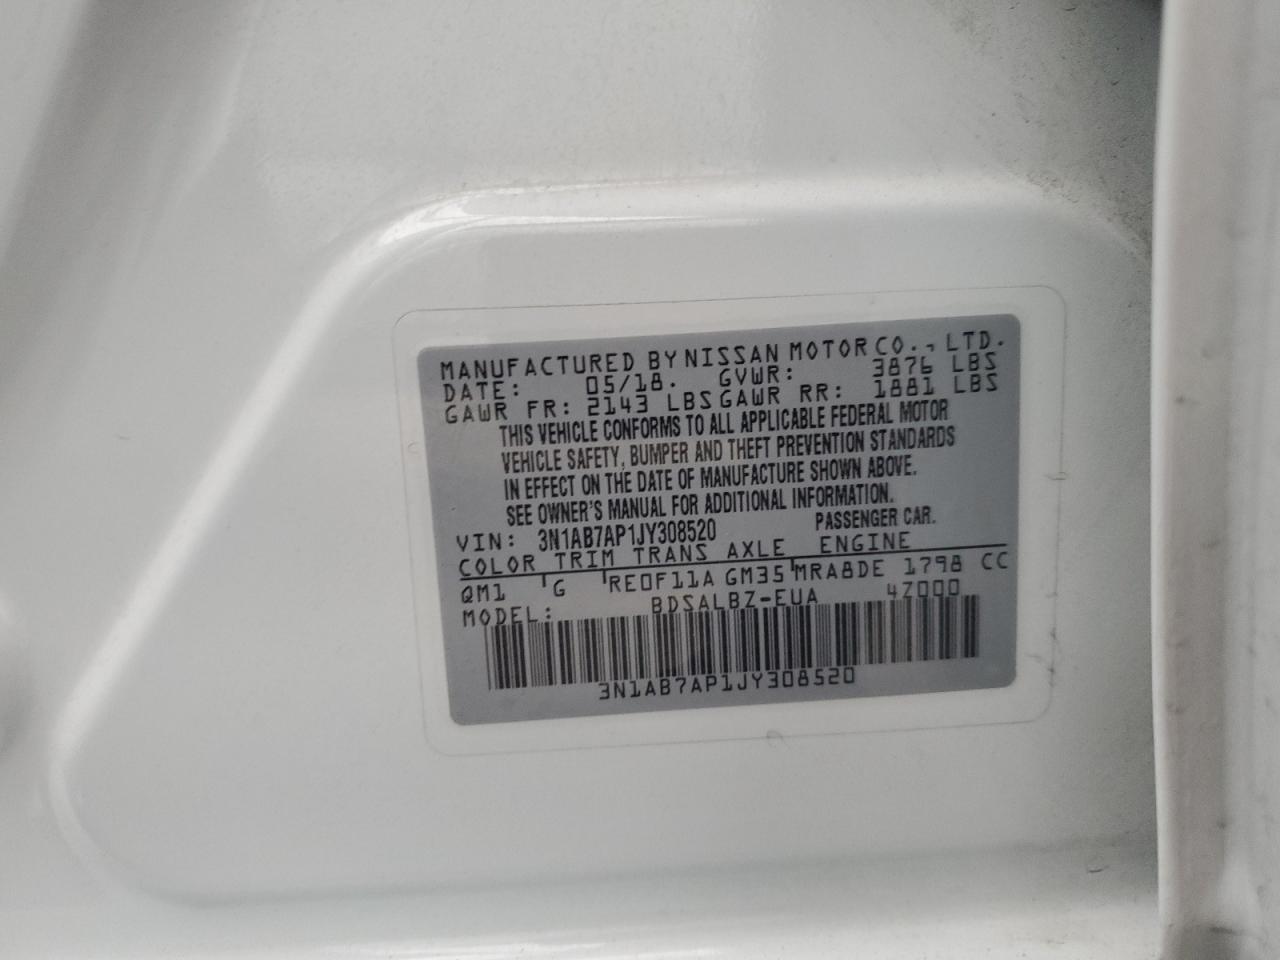 MANUFACTURED BY NISSAN MOTOR CO., LTD.
DATE: 05/18. GVWR: 3876 LBS
GAWR FR: 2143 LBS GAWR RR: 1881 LBS
THIS VEHICLE CONFORMS TO ALL APPLICABLE FEDERAL MOTOR
VEHICLE SAFETY, BUMPER AND THEFT PREVENTION STANDARDS
IN EFFECT ON THE DATE OF MANUFACTURE SHOWN ABOVE.
SEE OWNER'S MANUAL FOR ADDITIONAL INFORMATION.
VIN: 3N1AB7AP1JY308520 PASSENGER CAR.
COLOR TRIM TRANS AXLE ENGINE
QM1 G RE0F11A GM35 MRA8DE 1798 CC
MODEL: BDSALBZ-EUA 4Z000
3N1AB7AP1JY308520